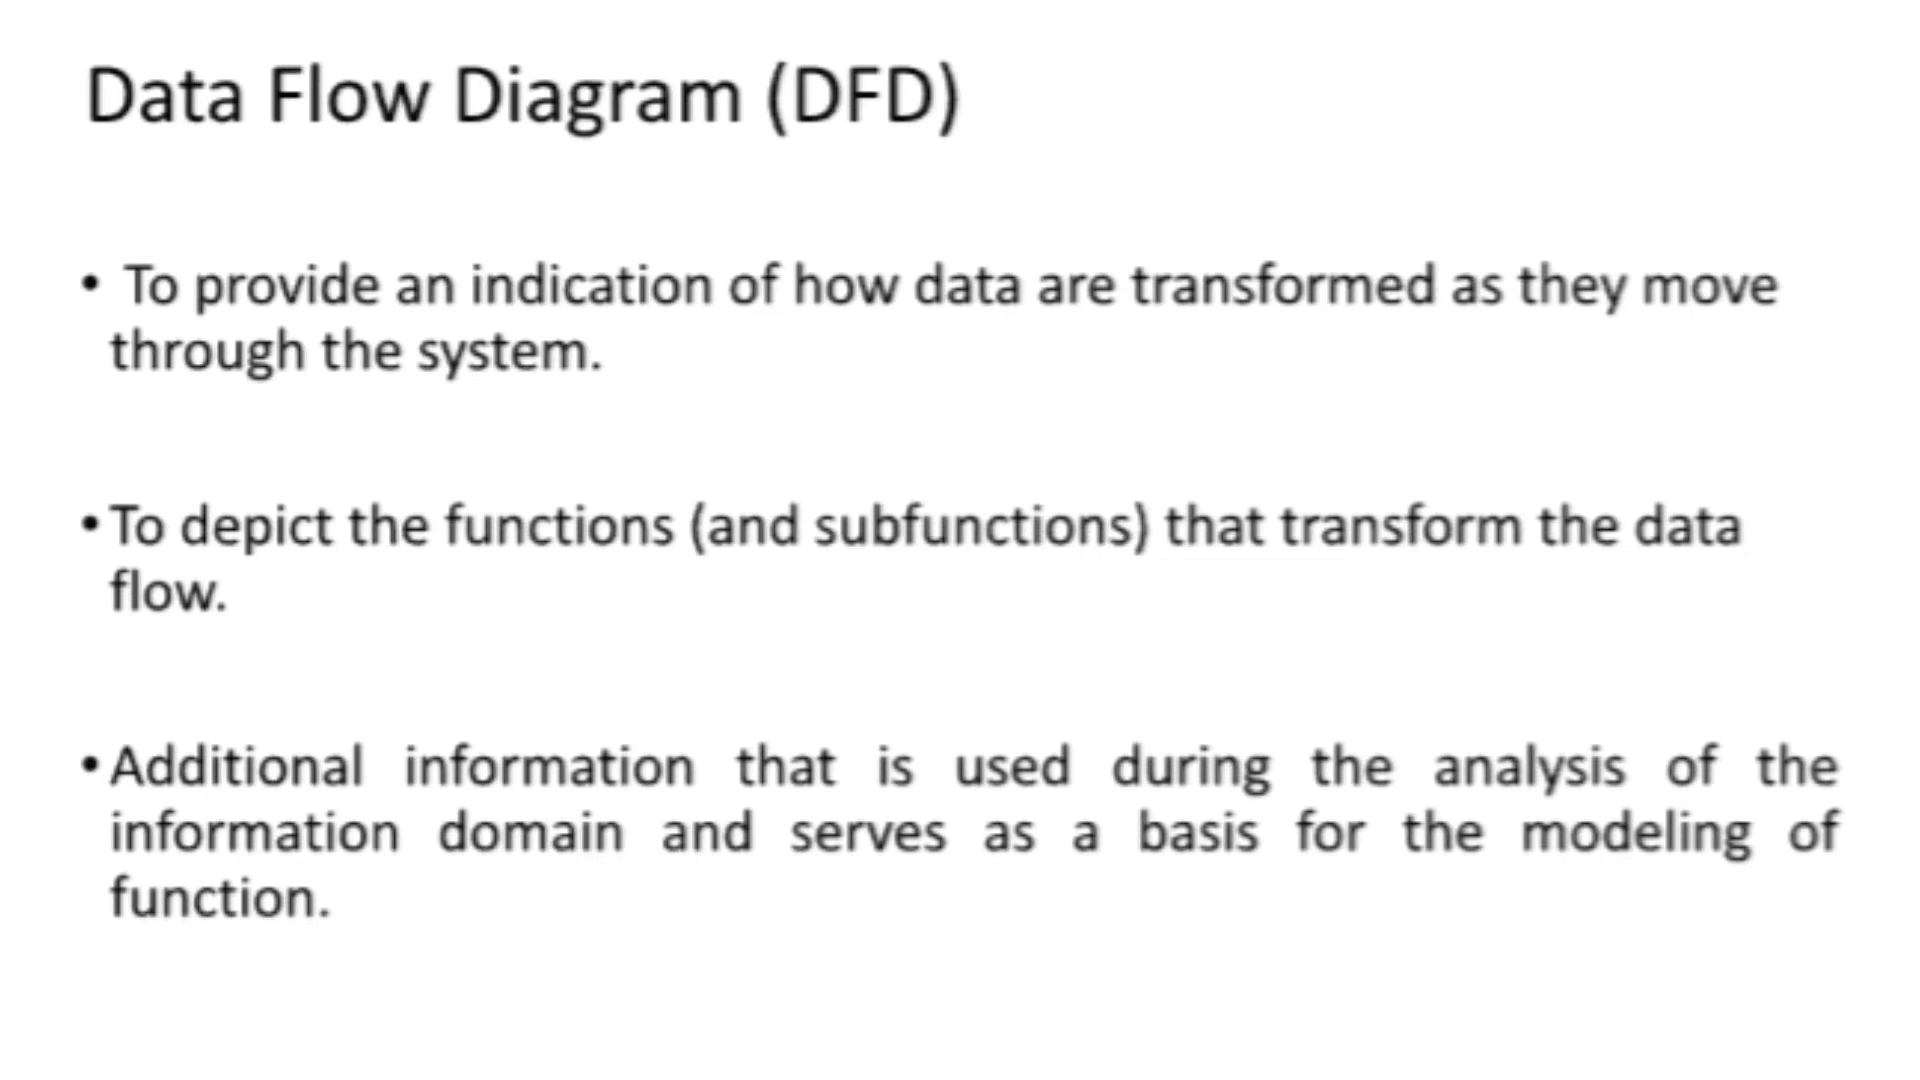 Data Flow Diagram (DFD)
• To provide an indication of how data are transformed as they move
through the system.
• To depict the functions (and subfunctions) that transform the data
flow.
• Additional information that is used during the analysis of the
information domain and serves as a basis for the modeling of
function.